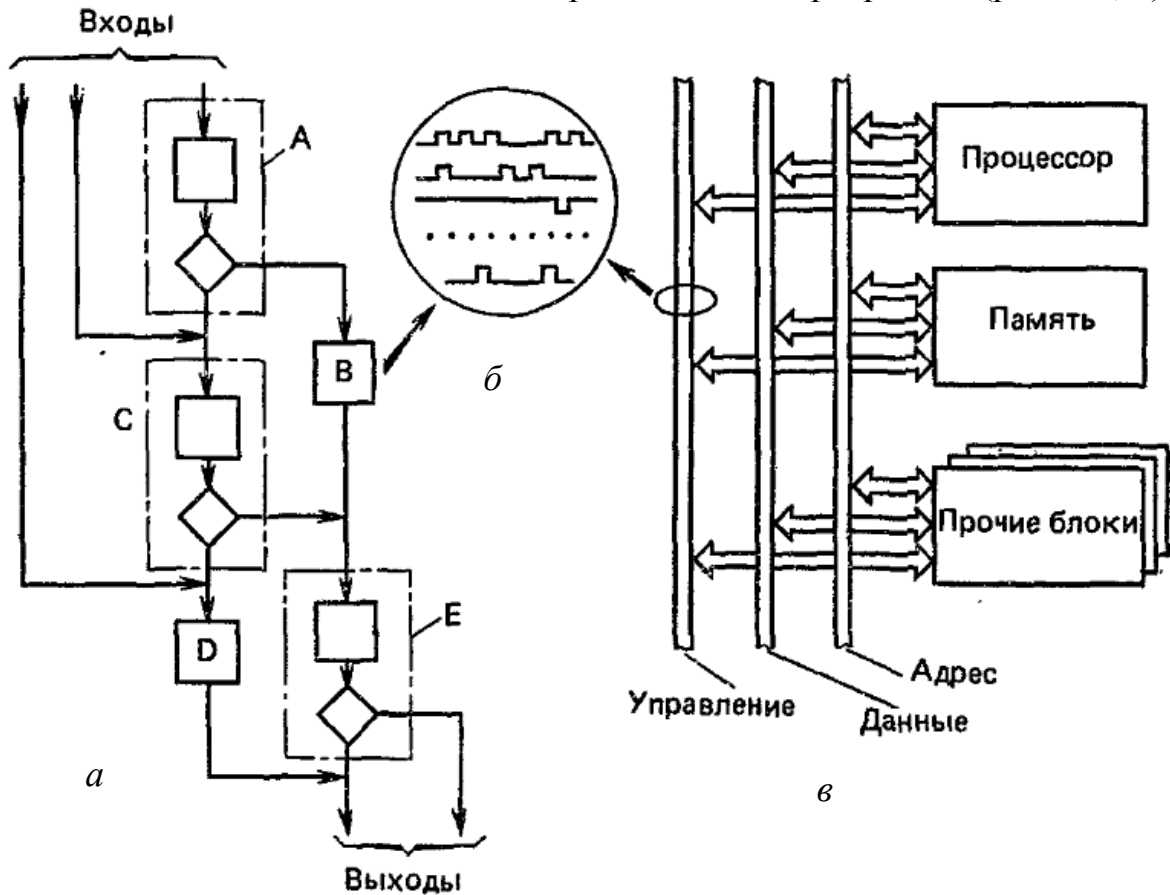 Входы
A
B
C
D
E
а
Выходы
б
Процессор
Память
Прочие блоки
Адрес
Управление
Данные
в